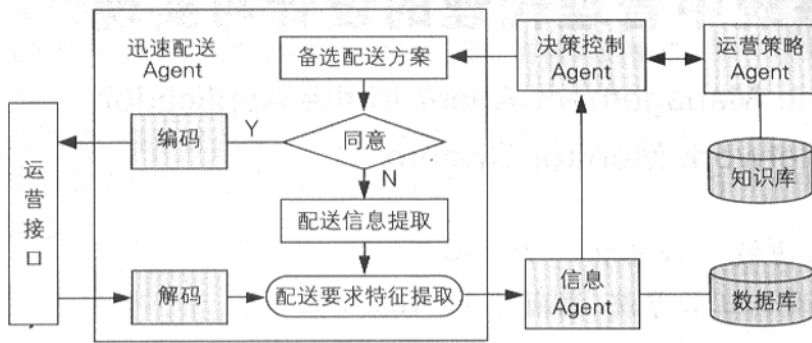 迅速配送
Agent
备选配送方案
决策控制
Agent
运营策略
Agent
编码
Y
同意
N
知识库
运营接口
配送信息提取
解码
配送要求特征提取
信息
Agent
数据库